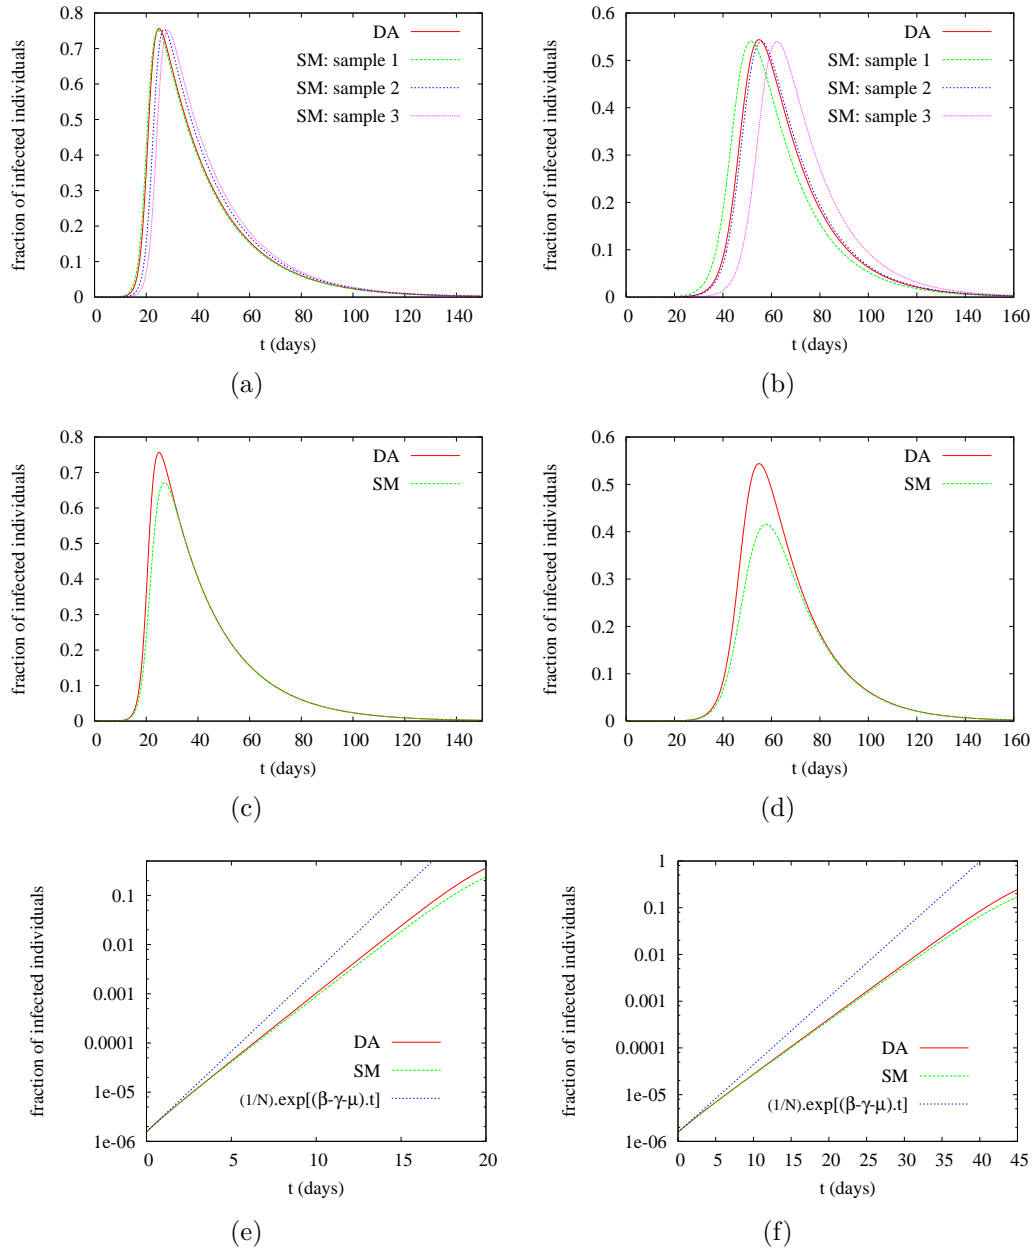 fraction of infected individuals
0.8
0.7
0.6
0.5
0.4
0.3
0.2
0.1
0
0 20 40 60 80 100 120 140
t (days)
DA
SM: sample 1
SM: sample 2
SM: sample 3
(a)
fraction of infected individuals
0.6
0.5
0.4
0.3
0.2
0.1
0
0 20 40 60 80 100 120 140 160
t (days)
DA
SM: sample 1
SM: sample 2
SM: sample 3
(b)
fraction of infected individuals
0.8
0.7
0.6
0.5
0.4
0.3
0.2
0.1
0
0 20 40 60 80 100 120 140
t (days)
DA
SM
(c)
fraction of infected individuals
0.6
0.5
0.4
0.3
0.2
0.1
0
0 20 40 60 80 100 120 140 160
t (days)
DA
SM
(d)
fraction of infected individuals
0.1
0.01
0.001
0.0001
1e-05
1e-06
0 5 10 15 20
t (days)
DA
SM
(1/N).exp[(β-γ-μ).t]
(e)
fraction of infected individuals
1
0.1
0.01
0.001
0.0001
1e-05
1e-06
0 5 10 15 20 25 30 35 40 45
t (days)
DA
SM
(1/N).exp[(β-γ-μ).t]
(f)